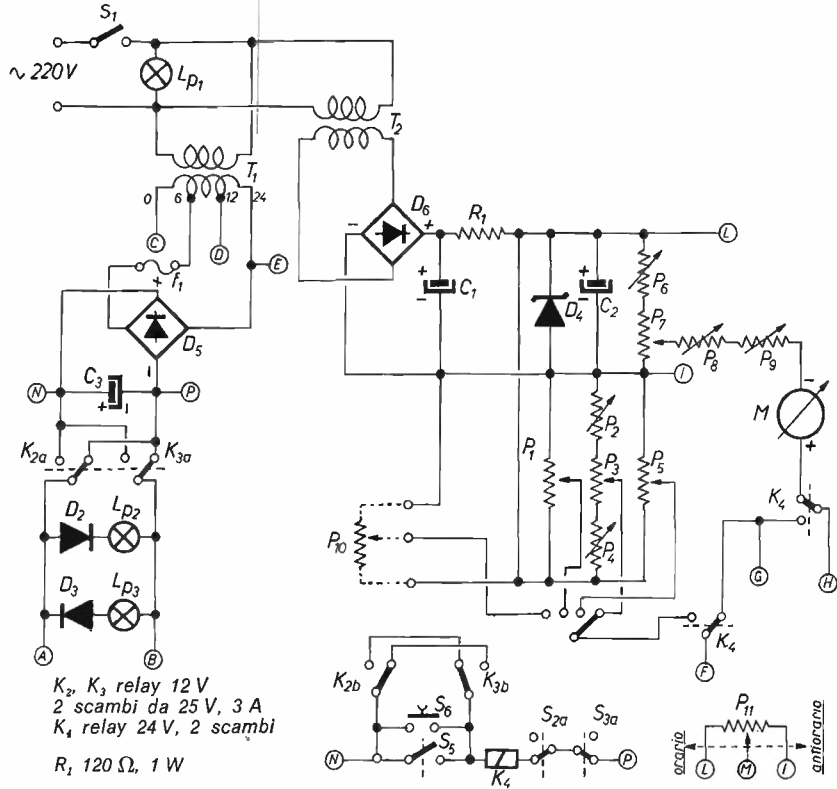 S1
∼ 220V
Lp1
T2
T1
0 6 12 24
C
D
E
F1
+
D5
−
D6
− +
R1
L
+
C1
−
D4
+
−
C2
P6
P7
P8
P9
I
−
M
+
N
C3
+
P
K2a
K3a
P1
P2
P3
P4
P5
K4
D2
Lp2
P10
G
H
D3
Lp3
K4
A
B
F
K2, K3 relay 12 V
2 scambi da 25 V, 3 A
K4 relay 24 V, 2 scambi
R1 120 Ω, 1 W
K2b
K3b
S6
S5
S2a
S3a
N
K4
P
P11
orario
antiorario
L
M
I